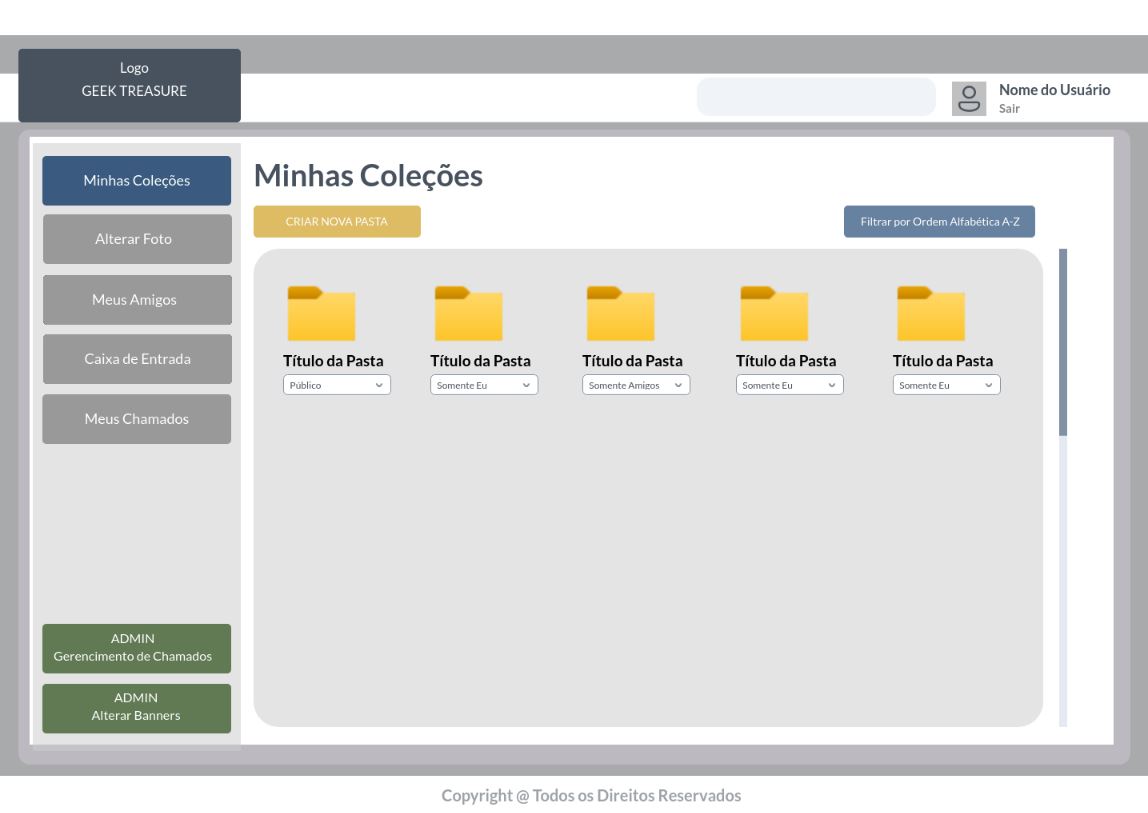 Logo
GEEK TREASURE
Nome do Usuário
Sair
Minhas Coleções
Alterar Foto
Meus Amigos
Caixa de Entrada
Meus Chamados
ADMIN
Gerencimento de Chamados
ADMIN
Alterar Banners
Minhas Coleções
CRIAR NOVA PASTA
Filtrar por Ordem Alfabética A-Z
Título da Pasta
Público
Título da Pasta
Somente Eu
Título da Pasta
Somente Amigos
Título da Pasta
Somente Eu
Título da Pasta
Somente Eu
Copyright @ Todos os Direitos Reservados